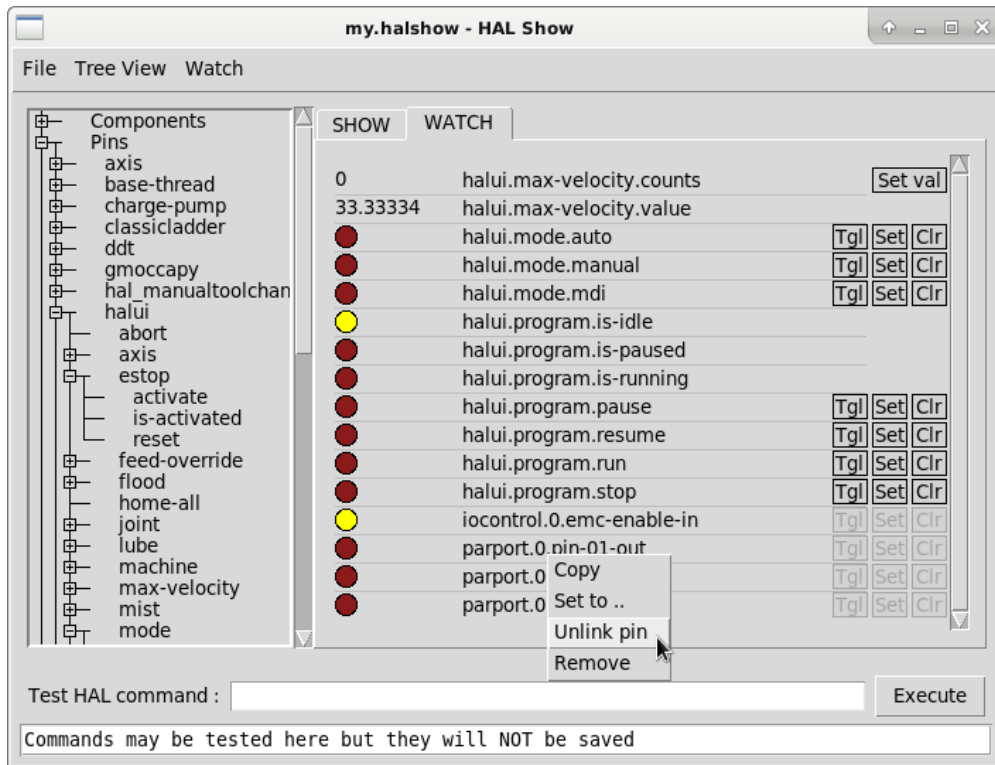 my.halshow - HAL Show
File Tree View Watch
Components
Pins
axis
base-thread
charge-pump
classicladder
ddt
gmoccapy
hal_manualtoolchan
halui
abort
axis
estop
activate
is-activated
reset
feed-override
flood
home-all
joint
lube
machine
max-velocity
mist
mode
SHOW WATCH
0 halui.max-velocity.counts Set val
33.33334 halui.max-velocity.value
halui.mode.auto Tgl Set Clr
halui.mode.manual Tgl Set Clr
halui.mode.mdi Tgl Set Clr
halui.program.is-idle
halui.program.is-paused
halui.program.is-running
halui.program.pause Tgl Set Clr
halui.program.resume Tgl Set Clr
halui.program.run Tgl Set Clr
halui.program.stop Tgl Set Clr
iocontrol.0.emc-enable-in Tgl Set Clr
parport.0.pin-01-out Tgl Set Clr
parport.0 Tgl Set Clr
parport.0 Tgl Set Clr
Copy
Set to ..
Unlink pin
Remove
Test HAL command : Execute
Commands may be tested here but they will NOT be saved